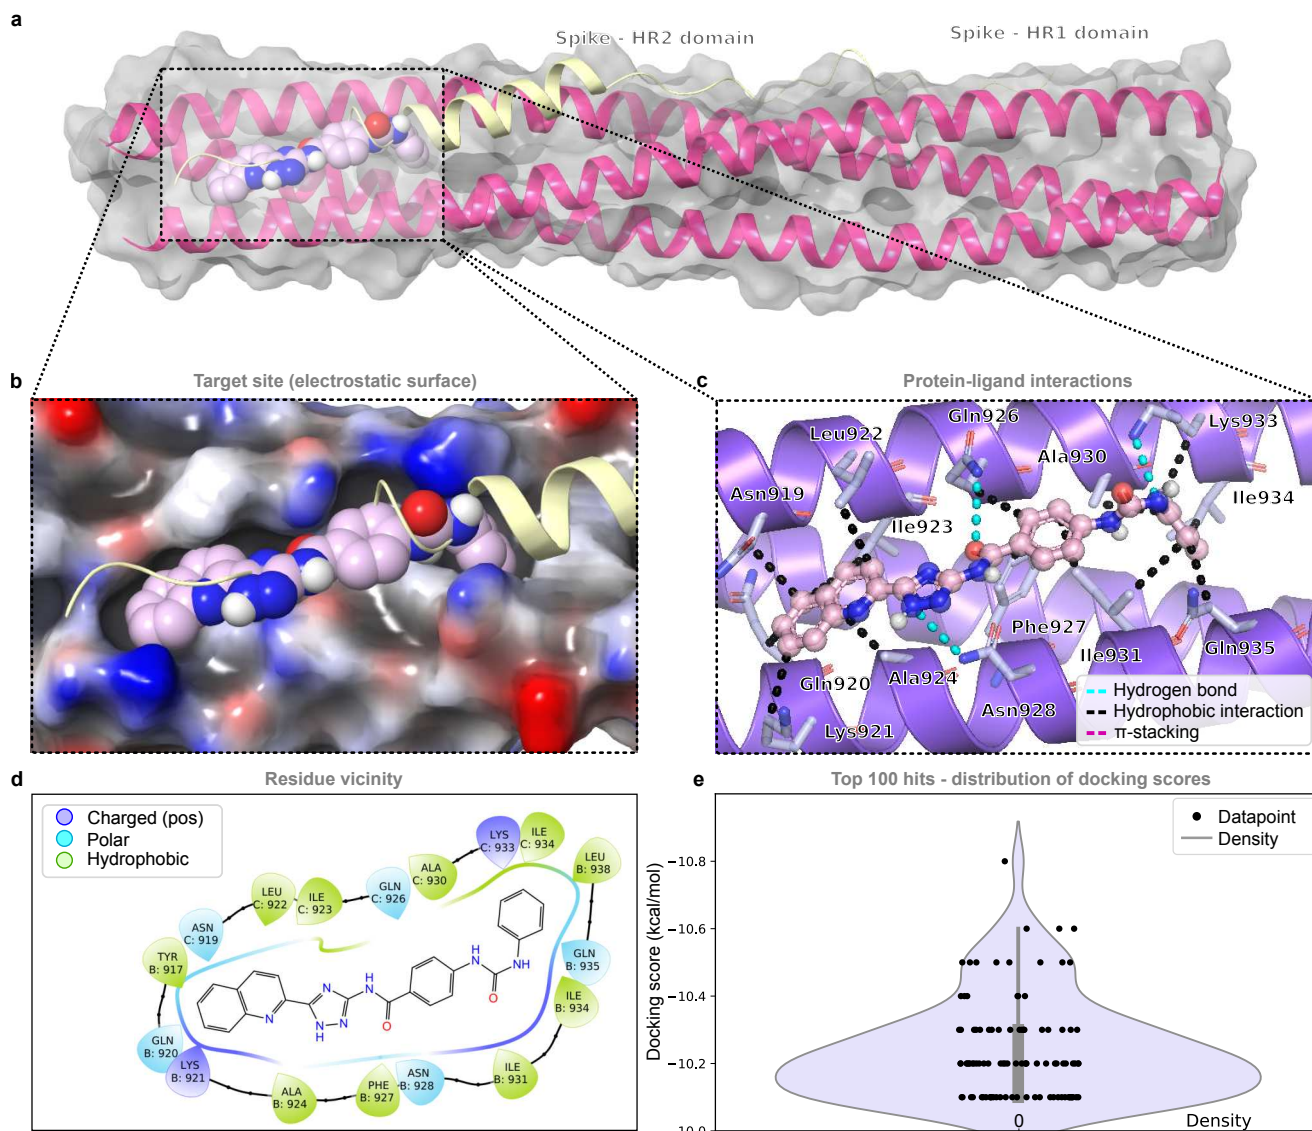 a
Spike - HR2 domain
Spike - HR1 domain
b
Target site (electrostatic surface)
c
Protein-ligand interactions
Gln926
Lys933
Leu922
Ala930
Asn919
Ile934
Ile923
Phe927
Ile931
Gln935
Gln920
Ala924
Asn928
Lys921
Hydrogen bond
Hydrophobic interaction
π-stacking
d
Residue vicinity
Charged (pos)
Polar
Hydrophobic
LYS
C: 933
ILE
C: 934
LEU
B: 938
ALA
C: 930
GLN
C: 926
LEU
C: 922
ILE
C: 923
ASN
C: 919
TYR
B: 917
GLN
B: 935
ILE
B: 934
GLN
B: 920
LYS
B: 921
ALA
B: 924
PHE
B: 927
ASN
B: 928
ILE
B: 931
H
N
NH
O
N
NH
O
N
N
N
H
N
e
Top 100 hits - distribution of docking scores
Datapoint
Density
Docking score (kcal/mol)
−10.8
−10.6
−10.4
−10.2
−10.0
0
Density